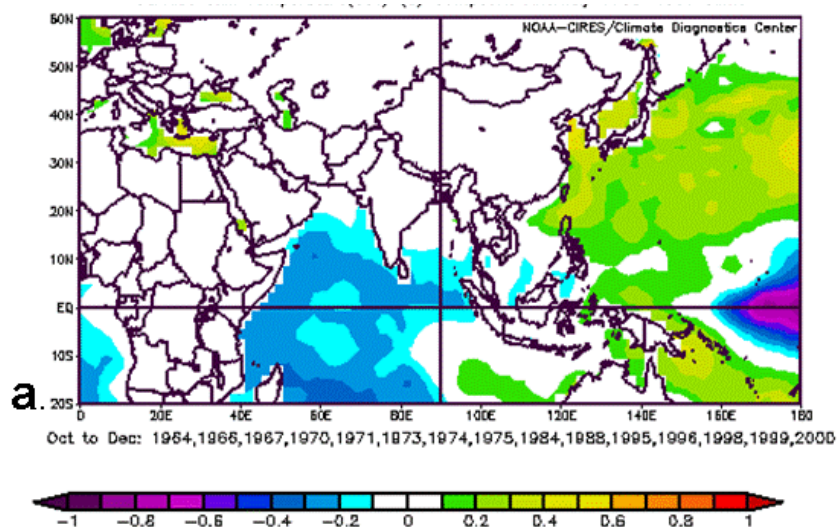 NOAA-CIRES/Climate Diagnostics Center
60N
50N
40N
30N
20N
10N
EQ
10S
20S
a.
0 20E 40E 60E 80E 100E 120E 140E 160E 180
Oct to Dec: 1964,1966,1967,1970,1971,1973,1974,1975,1984,1988,1995,1996,1998,1999,2000
-1 -0.8 -0.6 -0.4 -0.2 0 0.2 0.4 0.6 0.8 1